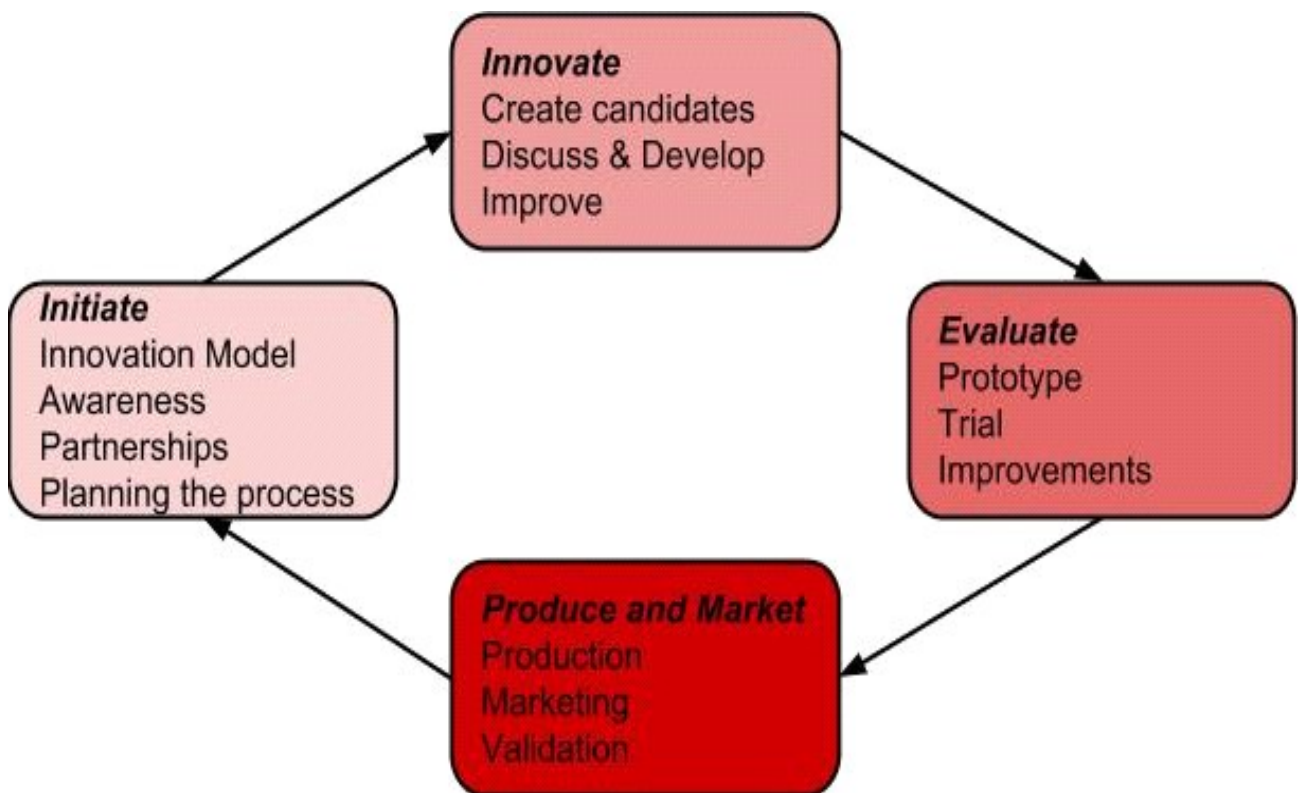 Innovate
Create candidates
Discuss & Develop
Improve
Initiate
Innovation Model
Awareness
Partnerships
Planning the process
Evaluate
Prototype
Trial
Improvements
Produce and Market
Production
Marketing
Validation